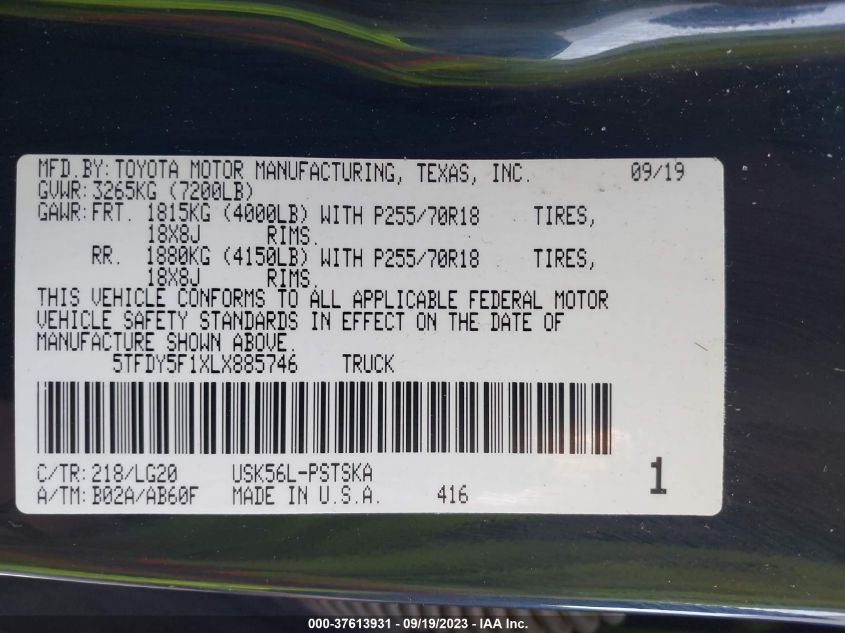 MFD.BY: TOYOTA MOTOR MANUFACTURING, TEXAS, INC. 09/19
GVWR: 3265KG (7200LB)
GAWR: FRT. 1815KG (4000LB) WITH P255/70R18 TIRES,
18X8J RIMS.
RR. 1880KG (4150LB) WITH P255/70R18 TIRES,
18X8J RIMS.
THIS VEHICLE CONFORMS TO ALL APPLICABLE FEDERAL MOTOR
VEHICLE SAFETY STANDARDS IN EFFECT ON THE DATE OF
MANUFACTURE SHOWN ABOVE.
5TFDY5F1XLX885746 TRUCK
C/TR: 218/LG20 USK56L-PSTSKA
A/TM: B02A/AB60F MADE IN U.S.A. 416 1
000-37613931 - 09/19/2023 - IAA Inc.